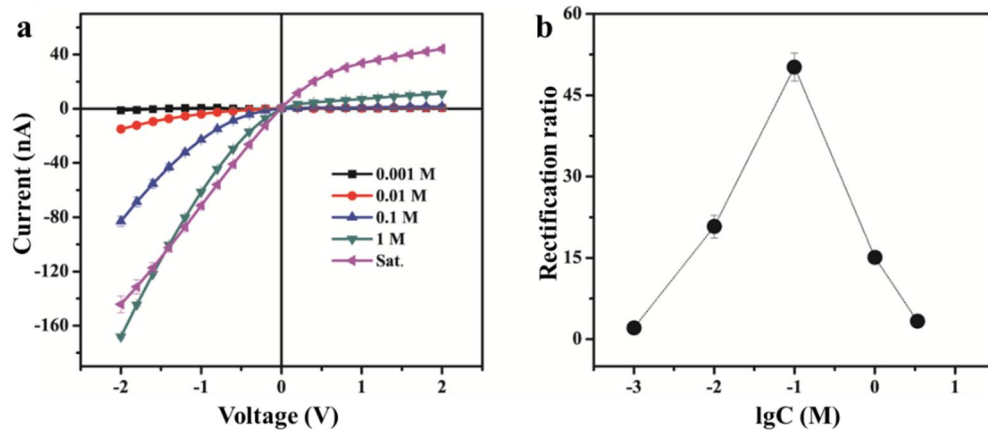 a
40
0
-40
-80
-120
-160
Current (nA)
0.001 M
0.01 M
0.1 M
1 M
Sat.
-2 -1 0 1 2
Voltage (V)
b
60
45
30
15
0
Rectification ratio
-3 -2 -1 0 1
lgC (M)